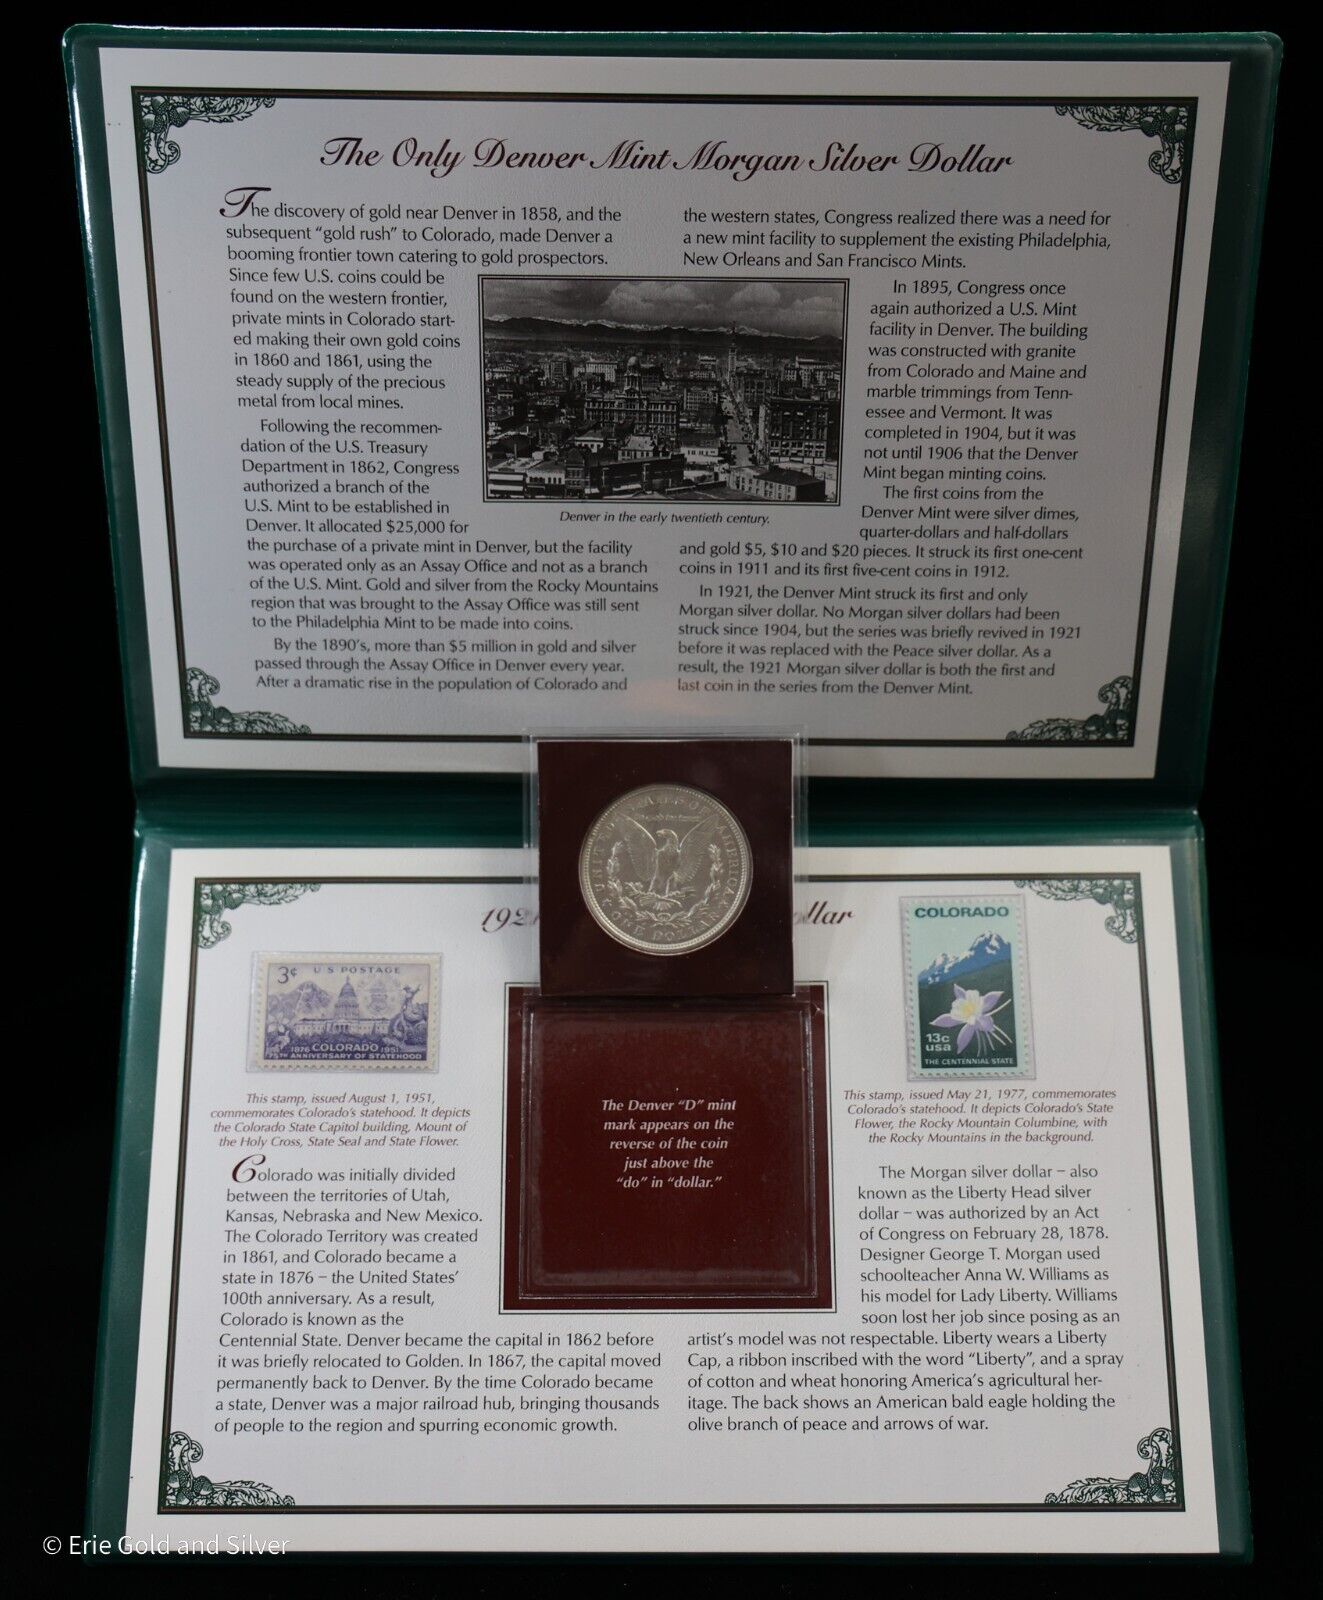 The Only Denver Mint Morgan Silver Dollar
The discovery of gold near Denver in 1858, and the
subsequent “gold rush” to Colorado, made Denver a
booming frontier town catering to gold prospectors.
Since few U.S. coins could be
found on the western frontier,
private mints in Colorado start-
ed making their own gold coins
in 1860 and 1861, using the
steady supply of the precious
metal from local mines.
Following the recommen-
dation of the U.S. Treasury
Department in 1862, Congress
authorized a branch of the
U.S. Mint to be established in
Denver. It allocated $25,000 for
the purchase of a private mint in Denver, but the facility
was operated only as an Assay Office and not as a branch
of the U.S. Mint. Gold and silver from the Rocky Mountains
region that was brought to the Assay Office was still sent
to the Philadelphia Mint to be made into coins.
By the 1890's, more than $5 million in gold and silver
passed through the Assay Office in Denver every year.
After a dramatic rise in the population of Colorado and
the western states, Congress realized there was a need for
a new mint facility to supplement the existing Philadelphia,
New Orleans and San Francisco Mints.
In 1895, Congress once
again authorized a U.S. Mint
facility in Denver. The building
was constructed with granite
from Colorado and Maine and
marble trimmings from Tenn-
essee and Vermont. It was
completed in 1904, but it was
not until 1906 that the Denver
Mint began minting coins.
The first coins from the
Denver Mint were silver dimes,
quarter-dollars and half-dollars
and gold $5, $10 and $20 pieces. It struck its first one-cent
coins in 1911 and its first five-cent coins in 1912.
In 1921, the Denver Mint struck its first and only
Morgan silver dollar. No Morgan silver dollars had been
struck since 1904, but the series was briefly revived in 1921
before it was replaced with the Peace silver dollar. As a
result, the 1921 Morgan silver dollar is both the first and
last coin in the series from the Denver Mint.
Denver in the early twentieth century.
UNITED STATES OF AMERICA
In God We Trust
ONE DOLLAR
3¢ U S POSTAGE
1876 COLORADO 1951
75TH ANNIVERSARY OF STATEHOOD
This stamp, issued August 1, 1951,
commemorates Colorado's statehood. It depicts
the Colorado State Capitol building, Mount of
the Holy Cross, State Seal and State Flower.
COLORADO
13c
usa
THE CENTENNIAL STATE
This stamp, issued May 21, 1977, commemorates
Colorado's statehood. It depicts Colorado's State
Flower, the Rocky Mountain Columbine, with
the Rocky Mountains in the background.
The Denver “D” mint
mark appears on the
reverse of the coin
just above the
“do” in “dollar.”
Colorado was initially divided
between the territories of Utah,
Kansas, Nebraska and New Mexico.
The Colorado Territory was created
in 1861, and Colorado became a
state in 1876 – the United States'
100th anniversary. As a result,
Colorado is known as the
Centennial State. Denver became the capital in 1862 before
it was briefly relocated to Golden. In 1867, the capital moved
permanently back to Denver. By the time Colorado became
a state, Denver was a major railroad hub, bringing thousands
of people to the region and spurring economic growth.
The Morgan silver dollar – also
known as the Liberty Head silver
dollar – was authorized by an Act
of Congress on February 28, 1878.
Designer George T. Morgan used
schoolteacher Anna W. Williams as
his model for Lady Liberty. Williams
soon lost her job since posing as an
artist's model was not respectable. Liberty wears a Liberty
Cap, a ribbon inscribed with the word “Liberty”, and a spray
of cotton and wheat honoring America's agricultural her-
itage. The back shows an American bald eagle holding the
olive branch of peace and arrows of war.
© Erie Gold and Silver